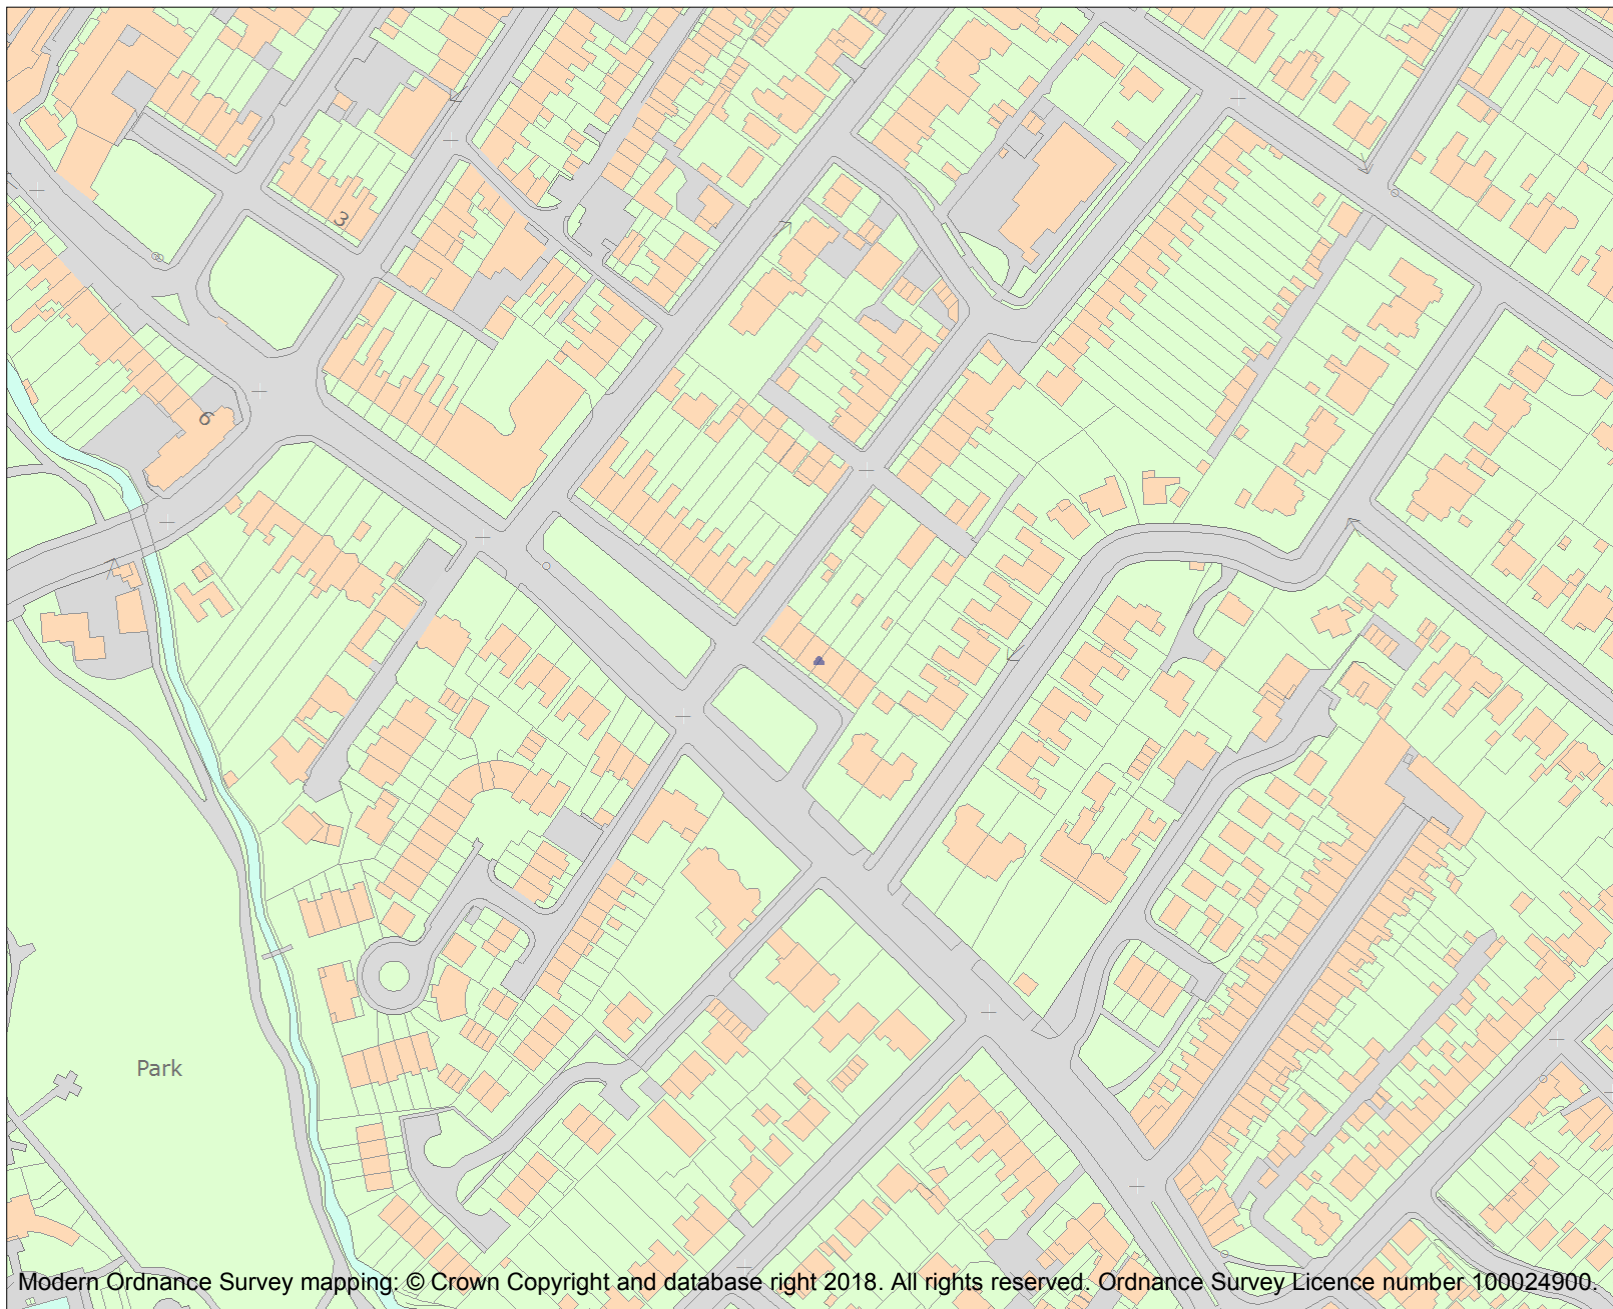 3
6
Park
Modern Ordnance Survey mapping: © Crown Copyright and database right 2018. All rights reserved. Ordnance Survey Licence number 100024900.